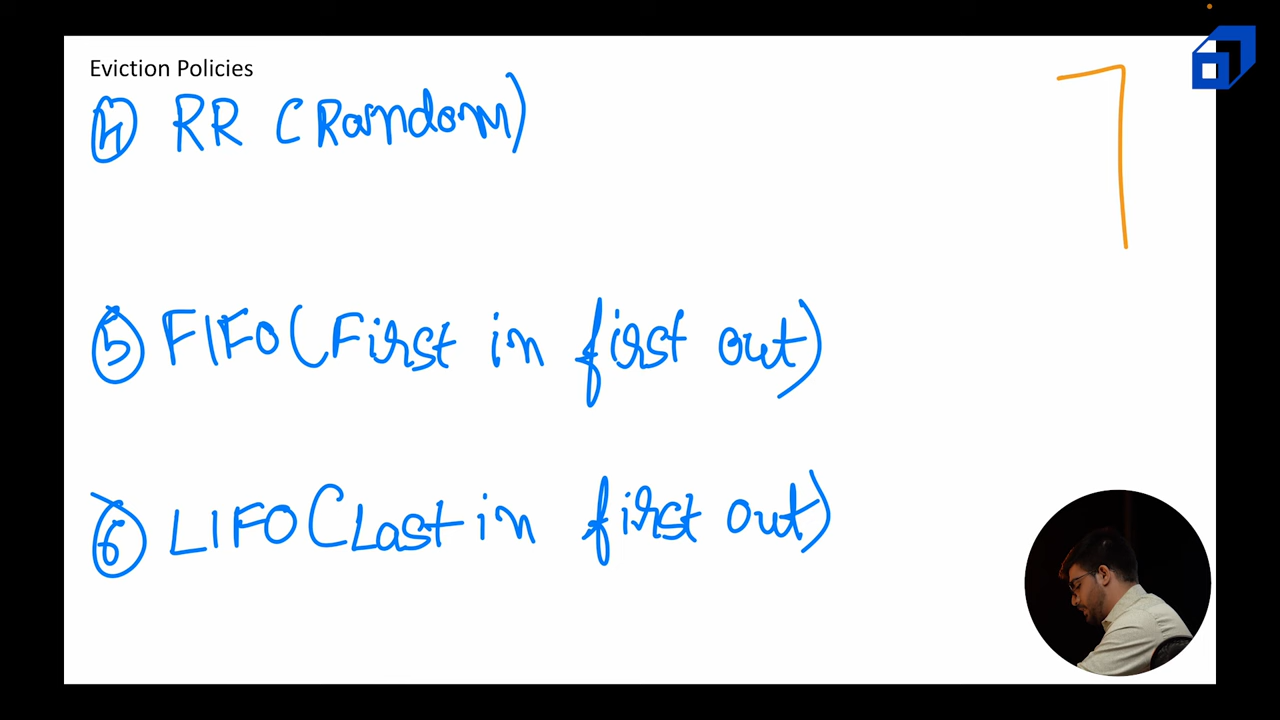 Eviction Policies
④ RR (Random)
⑤ FIFO (First in first out)
⑥ LIFO (Last in first out)